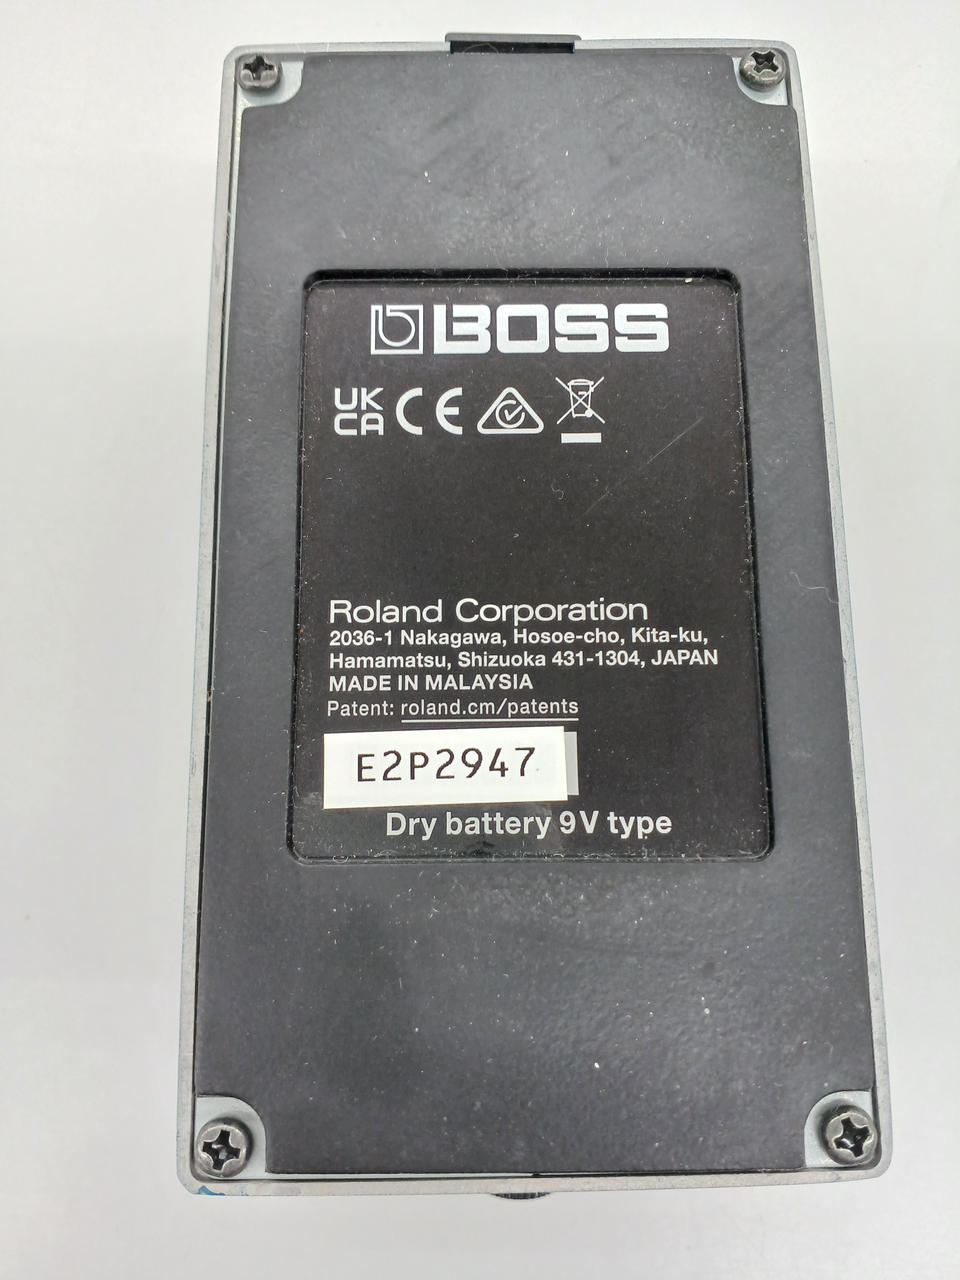 BOSS
UK
CA CE
Roland Corporation
2036-1 Nakagawa, Hosoe-cho, Kita-ku,
Hamamatsu, Shizuoka 431-1304, JAPAN
MADE IN MALAYSIA
Patent: roland.cm/patents
E2P2947
Dry battery 9V type